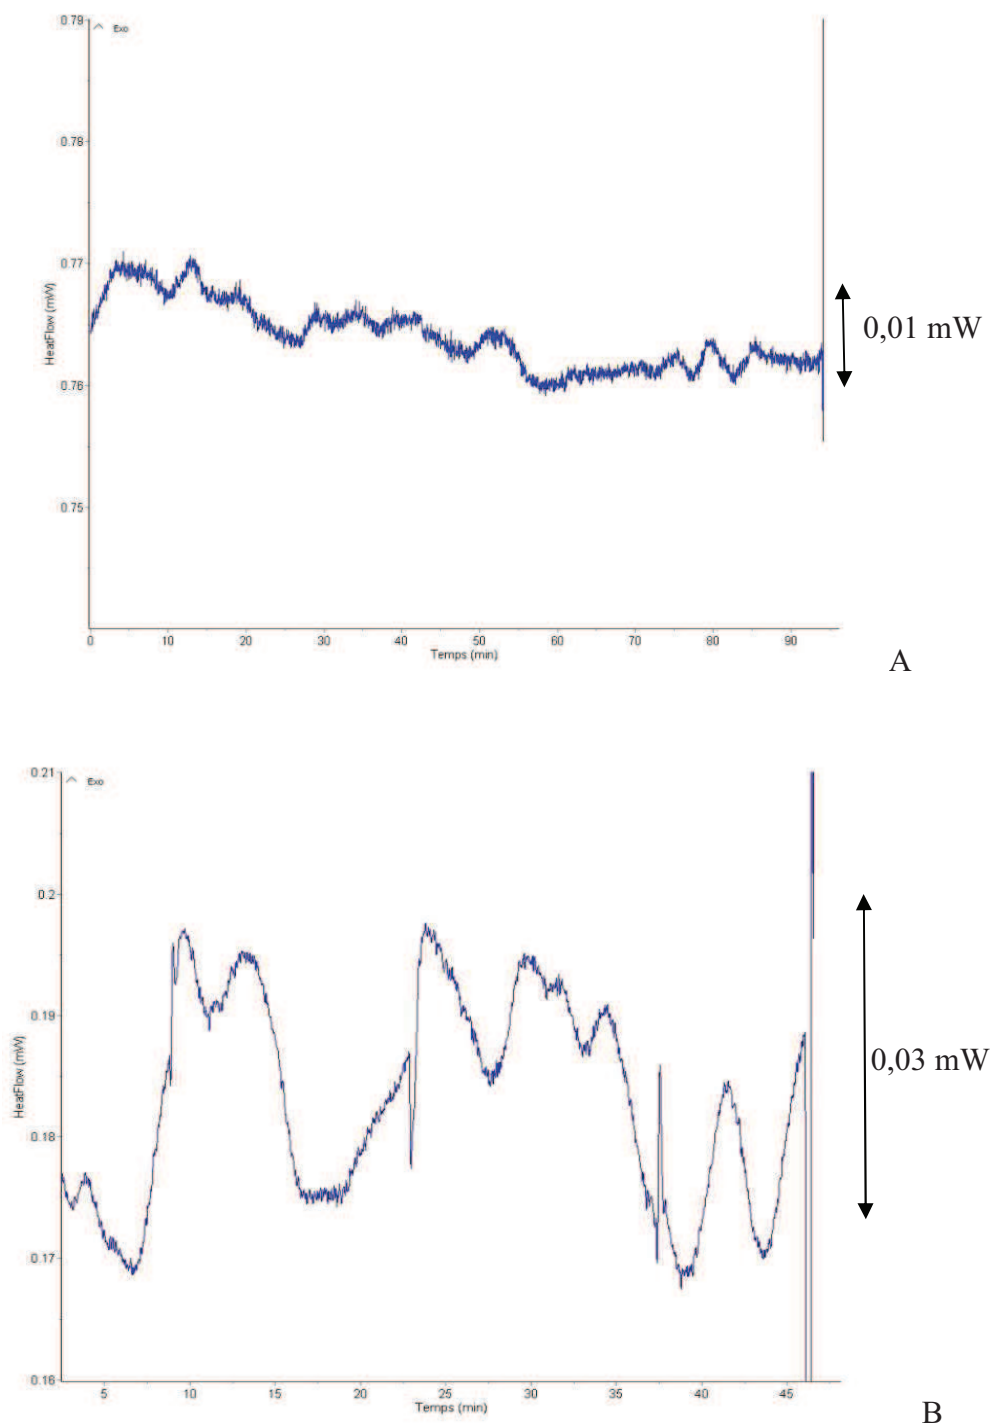 0.79
Exo
0.78
0.77
HeatFlow (mW)
0,01 mW
0.76
0.75
0 10 20 30 40 50 60 70 80 90
Temps (min)
A
0.21
Exo
0.2
0.19
HeatFlow (mW)
0,03 mW
0.18
0.17
0.16
5 10 15 20 25 30 35 40 45
Temps (min)
B